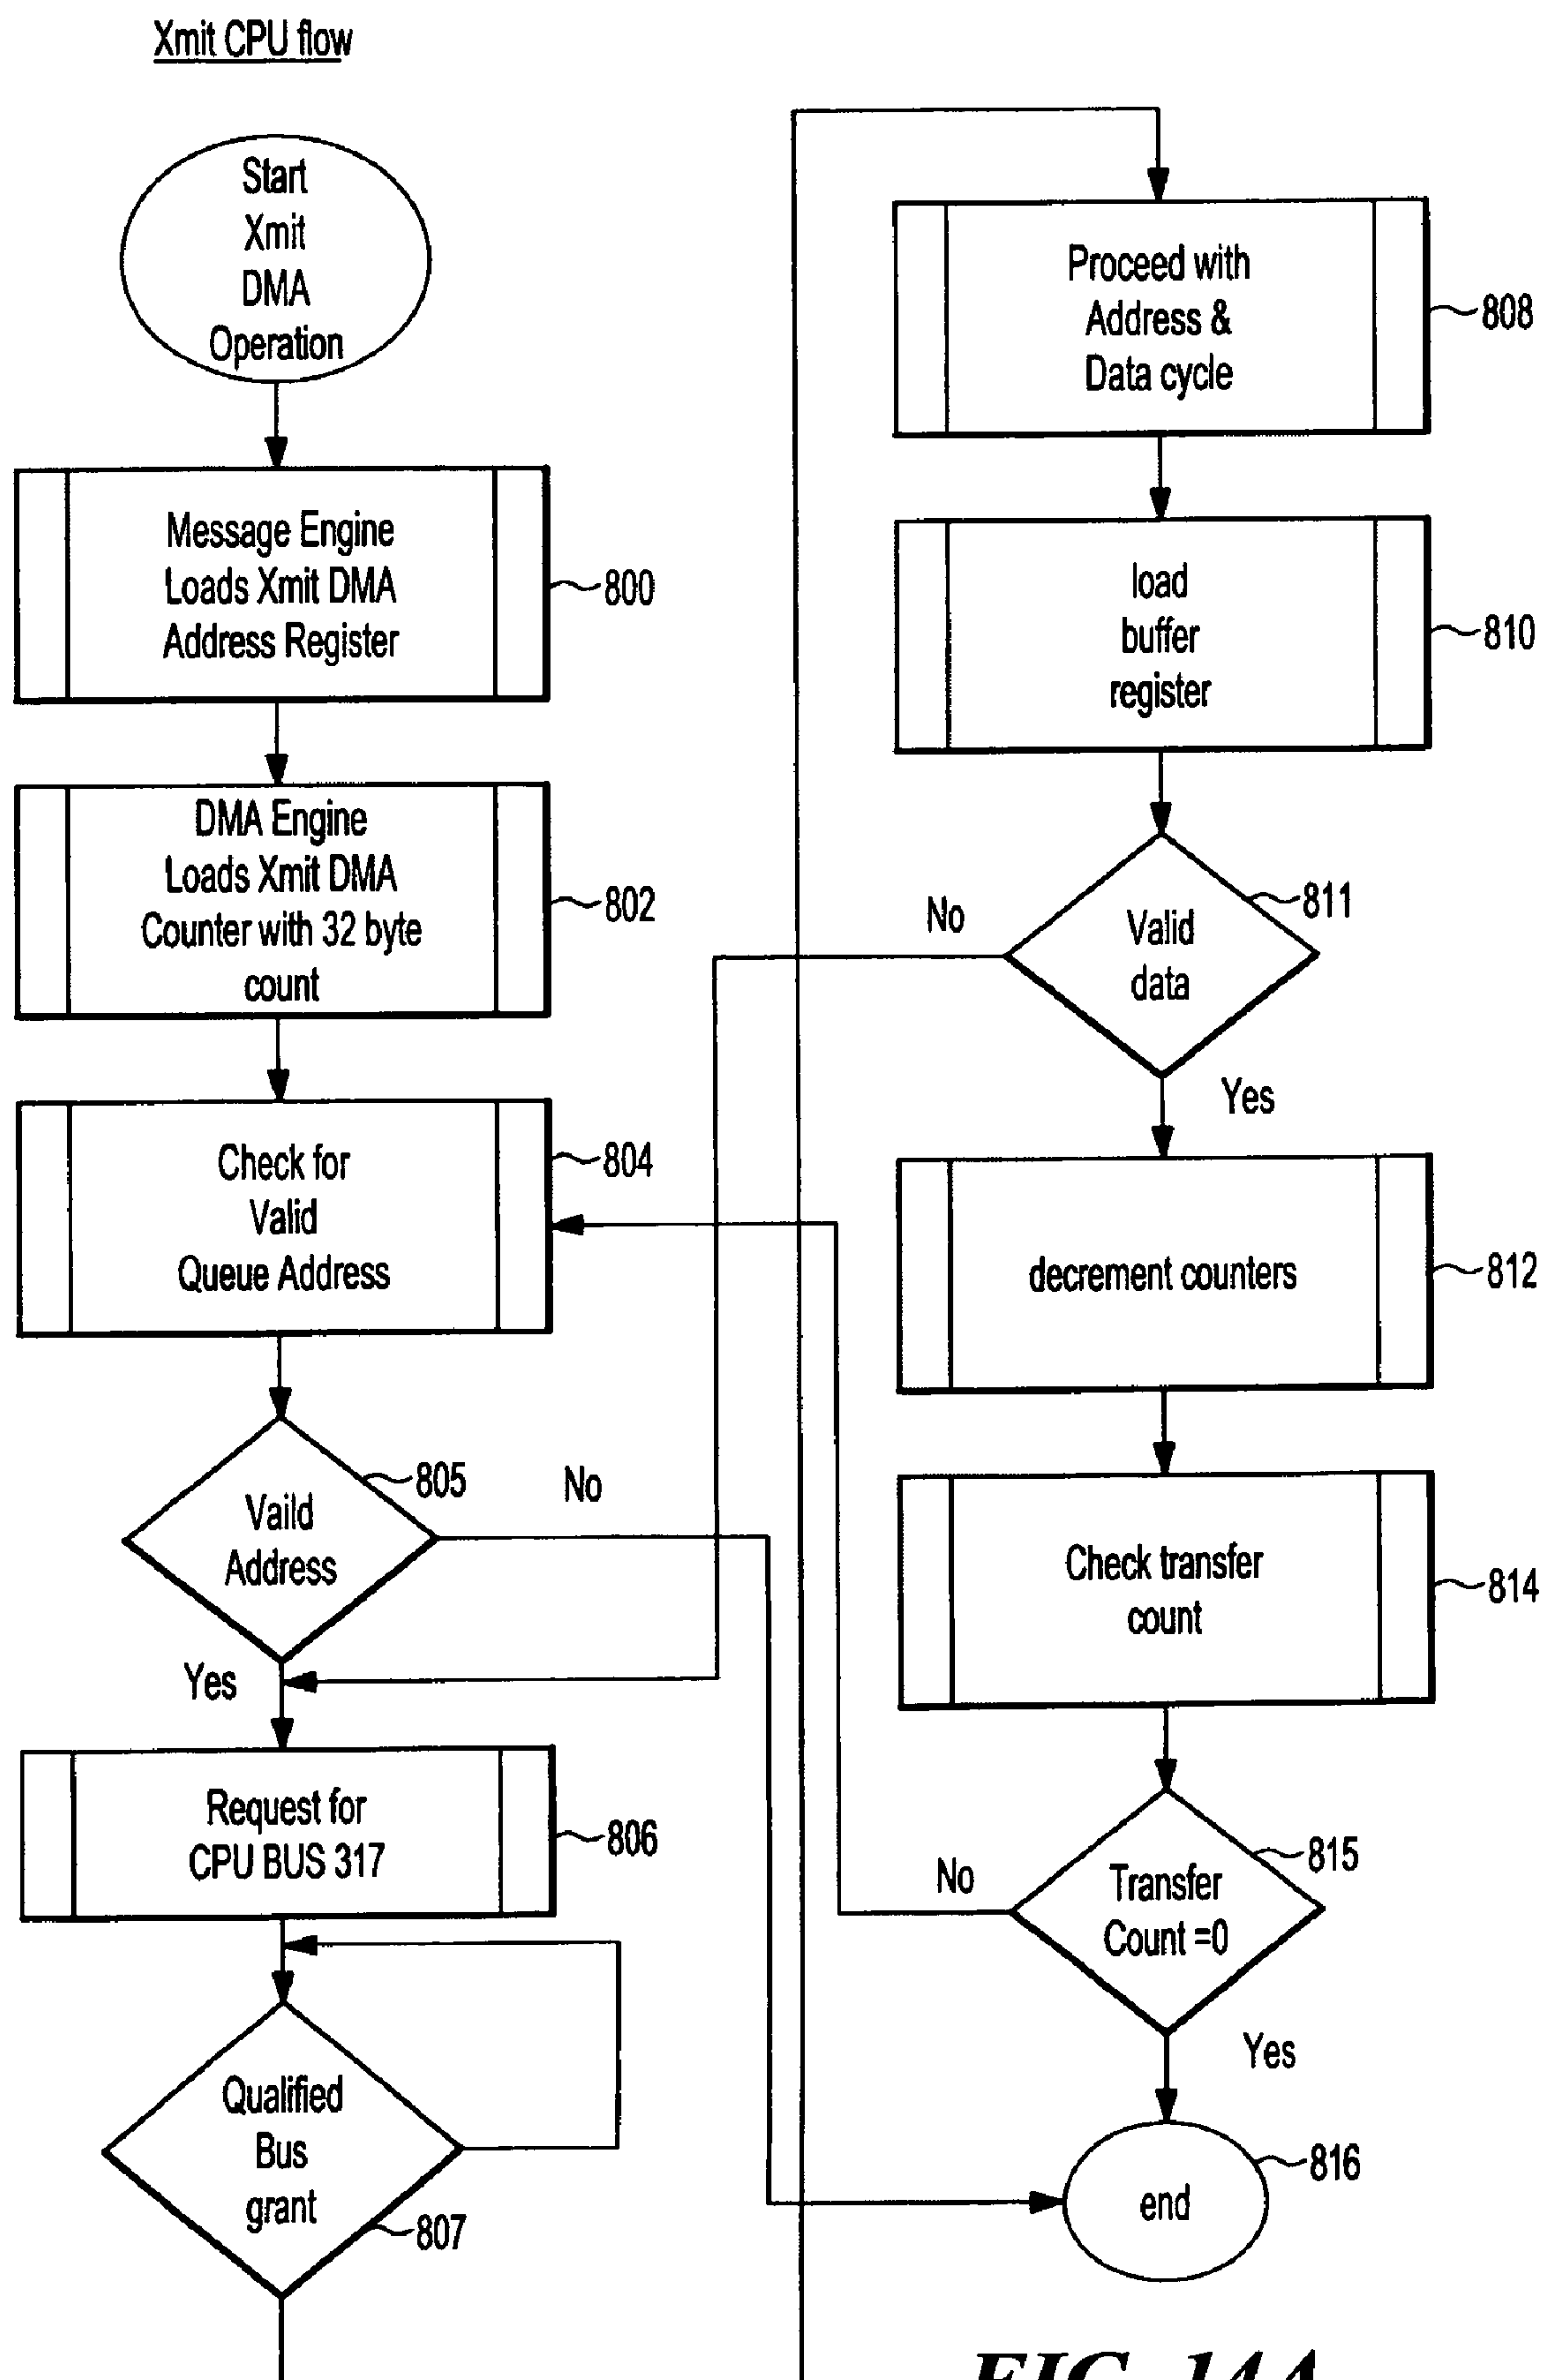 Xmit CPU flow
Start
Xmit
DMA
Operation
Message Engine
Loads Xmit DMA
Address Register
800
DMA Engine
Loads Xmit DMA
Counter with 32 byte
count
802
Check for
Valid
Queue Address
804
Vaild
Address
805
No
Yes
Request for
CPU BUS 317
806
Qualified
Bus
grant
807
Proceed with
Address &
Data cycle
808
load
buffer
register
810
Valid
data
811
No
Yes
decrement counters
812
Check transfer
count
814
Transfer
Count =0
815
No
Yes
end
816
FIG. 14A